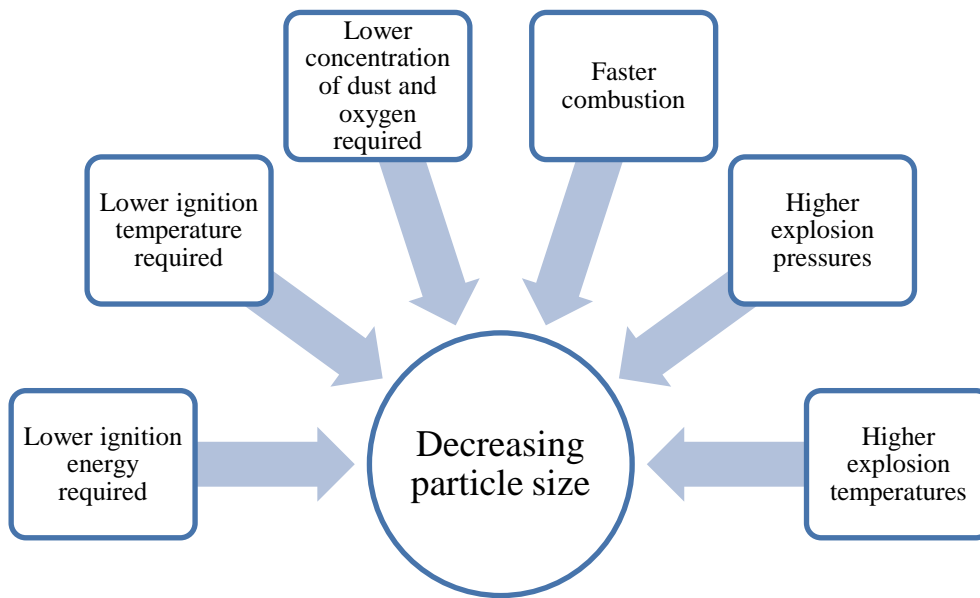 Lower ignition
energy
required
Lower ignition
temperature
required
Lower
concentration
of dust and
oxygen
required
Faster
combustion
Higher
explosion
pressures
Higher
explosion
temperatures
Decreasing
particle size